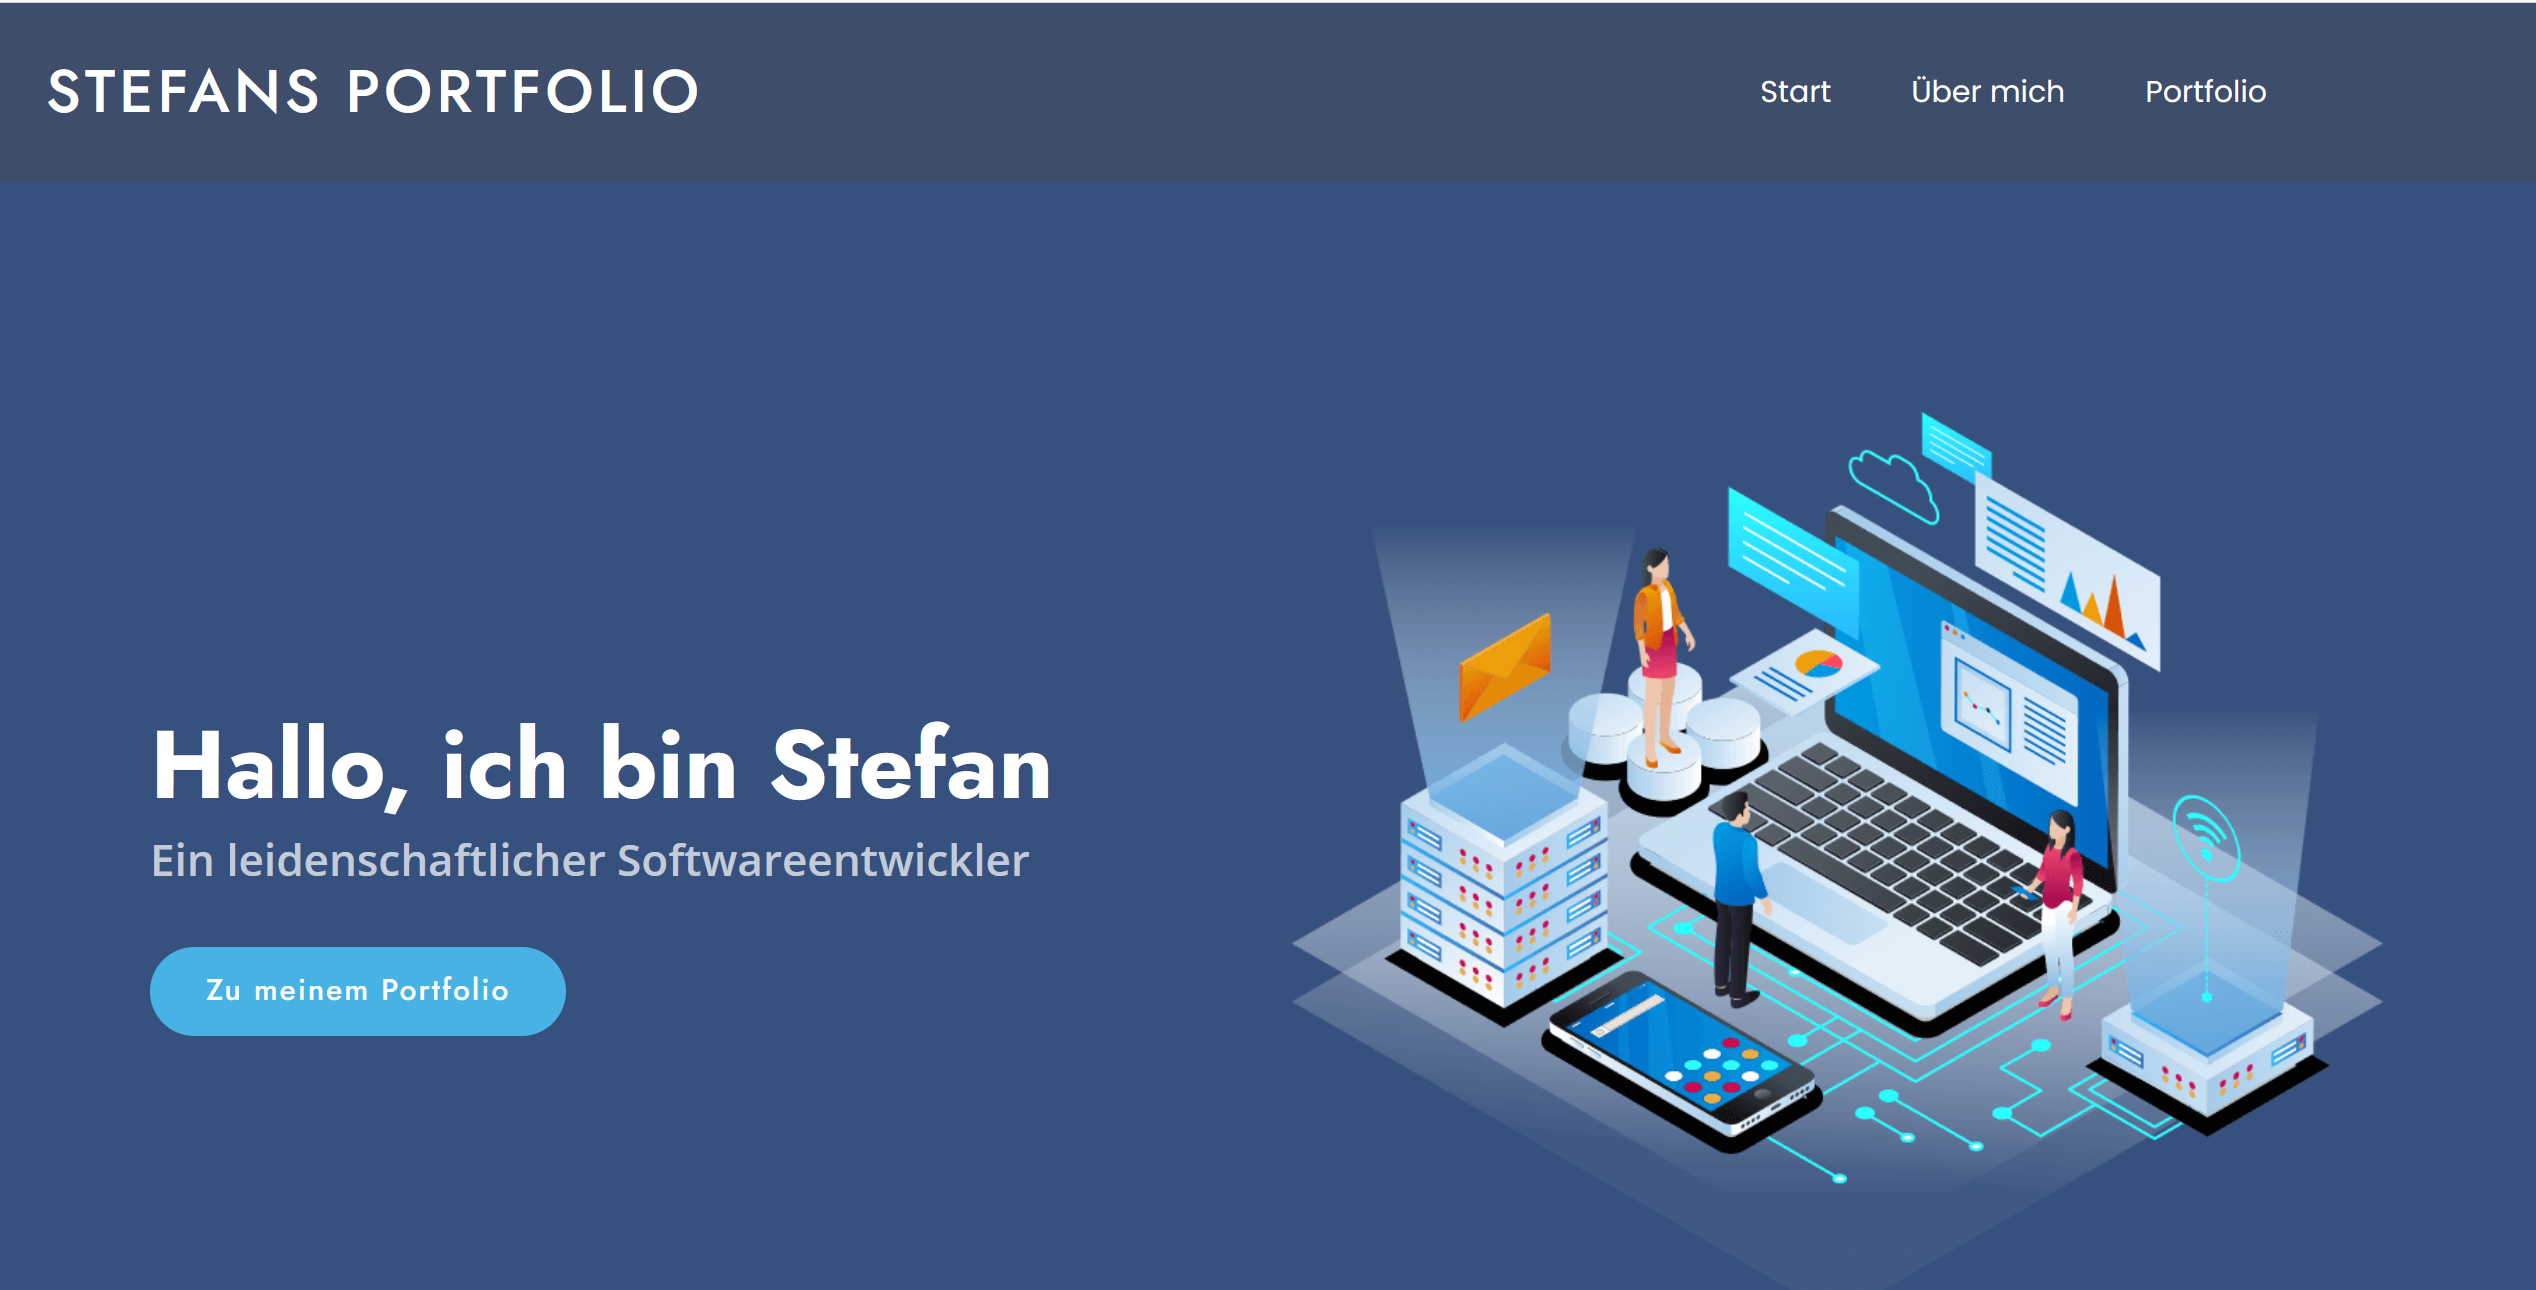 STEFANS PORTFOLIO
Start
Über mich
Portfolio
Hallo, ich bin Stefan
Ein leidenschaftlicher Softwareentwickler
Zu meinem Portfolio